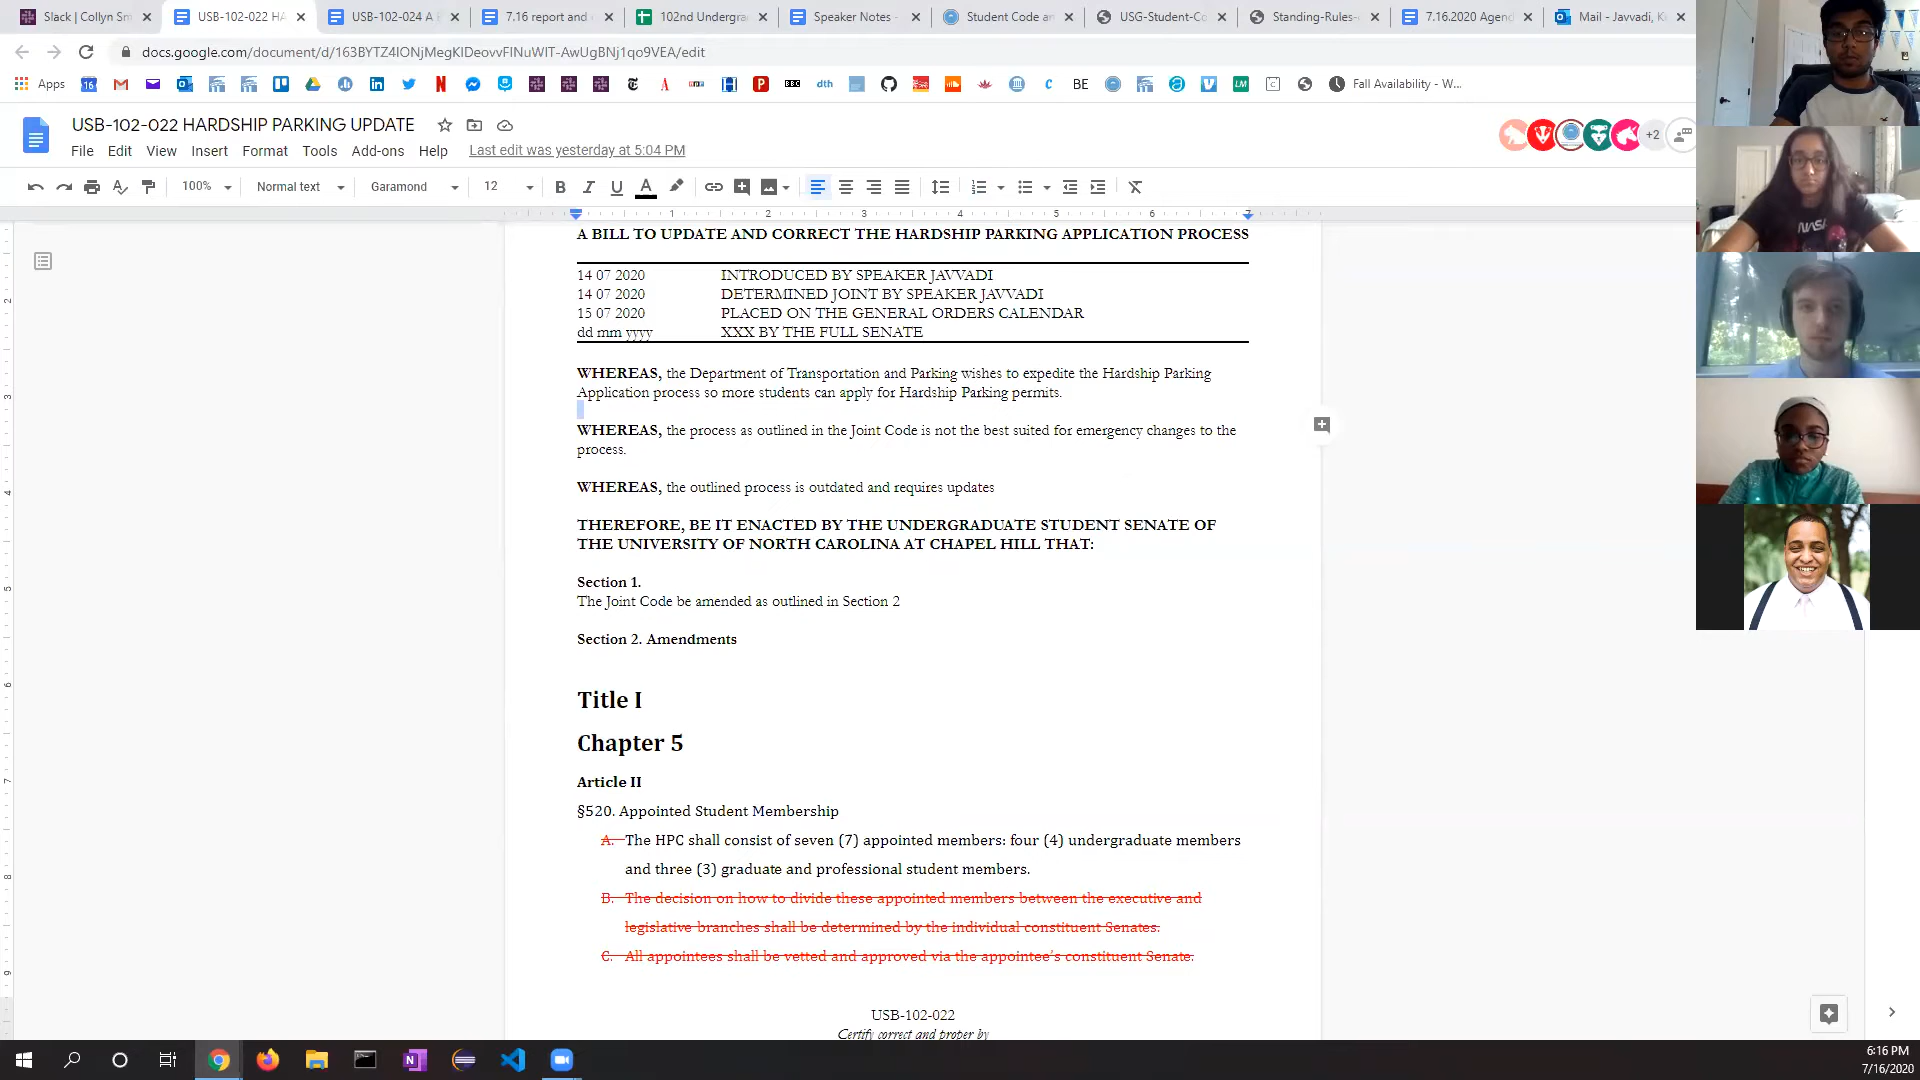 Slack | Collyn Sm
USB-102-022 HA
USB-102-024 A B
7.16 report and
102nd Undergra
Speaker Notes -
Student Code an
USG-Student-Co
Standing-Rules-
7.16.2020 Agend
Mail - Javvadi, K
docs.google.com/document/d/163BYTZ4IONjMegKlDeovvFINuWIT-AwUgBNj1qo9VEA/edit
Apps
dth
BE
LM
Fall Availability - W...
USB-102-022 HARDSHIP PARKING UPDATE
+2
File Edit View Insert Format Tools Add-ons Help Last edit was yesterday at 5:04 PM
100% Normal text Garamond 12
1 2 3 4 5 6 7
A BILL TO UPDATE AND CORRECT THE HARDSHIP PARKING APPLICATION PROCESS
14 07 2020 INTRODUCED BY SPEAKER JAVVADI
14 07 2020 DETERMINED JOINT BY SPEAKER JAVVADI
15 07 2020 PLACED ON THE GENERAL ORDERS CALENDAR
dd mm yyyy XXX BY THE FULL SENATE
WHEREAS, the Department of Transportation and Parking wishes to expedite the Hardship Parking
Application process so more students can apply for Hardship Parking permits.
WHEREAS, the process as outlined in the Joint Code is not the best suited for emergency changes to the
process.
WHEREAS, the outlined process is outdated and requires updates
THEREFORE, BE IT ENACTED BY THE UNDERGRADUATE STUDENT SENATE OF
THE UNIVERSITY OF NORTH CAROLINA AT CHAPEL HILL THAT:
Section 1.
The Joint Code be amended as outlined in Section 2
Section 2. Amendments
Title I
Chapter 5
Article II
§520. Appointed Student Membership
A. The HPC shall consist of seven (7) appointed members: four (4) undergraduate members
and three (3) graduate and professional student members.
B. The decision on how to divide these appointed members between the executive and
legislative branches shall be determined by the individual constituent Senates.
C. All appointees shall be vetted and approved via the appointee's constituent Senate.
USB-102-022
Certify correct and proper by
NASA
6:16 PM
7/16/2020